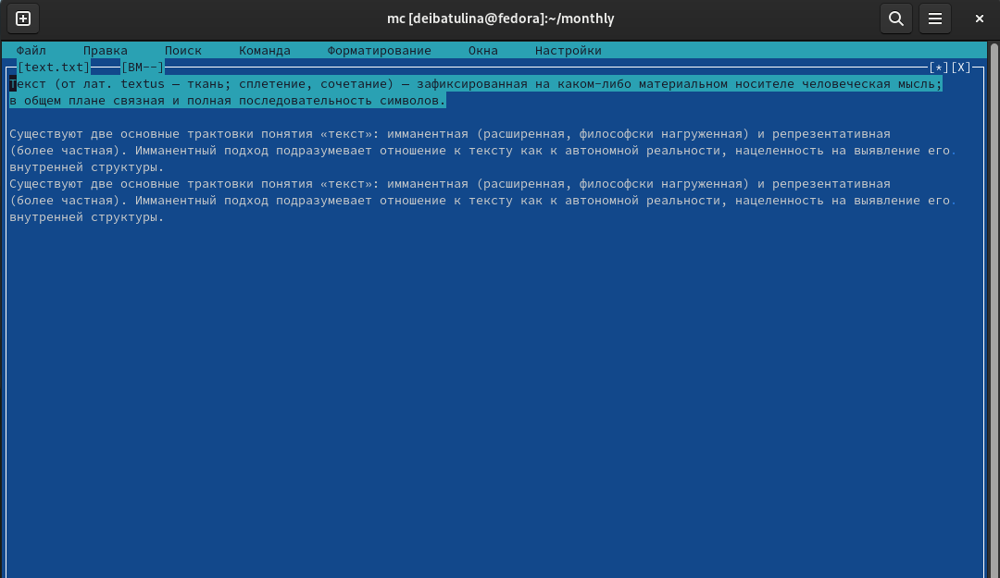 mc [deibatulina@fedora]:~/monthly
Файл Правка Поиск Команда Форматирование Окна Настройки
[text.txt] [BM--] [*][X]
Текст (от лат. textus — ткань; сплетение, сочетание) — зафиксированная на каком-либо материальном носителе человеческая мысль;
в общем плане связная и полная последовательность символов.
Существуют две основные трактовки понятия «текст»: имманентная (расширенная, философски нагруженная) и репрезентативная
(более частная). Имманентный подход подразумевает отношение к тексту как к автономной реальности, нацеленность на выявление его.
внутренней структуры.
Существуют две основные трактовки понятия «текст»: имманентная (расширенная, философски нагруженная) и репрезентативная
(более частная). Имманентный подход подразумевает отношение к тексту как к автономной реальности, нацеленность на выявление его.
внутренней структуры.